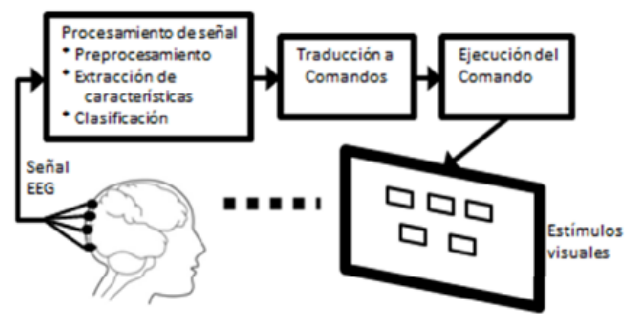 Procesamiento de señal
* Preprocesamiento
* Extracción de
características
* Clasificación
Traducción a
Comandos
Ejecución del
Comando
Señal
EEG
Estímulos
visuales